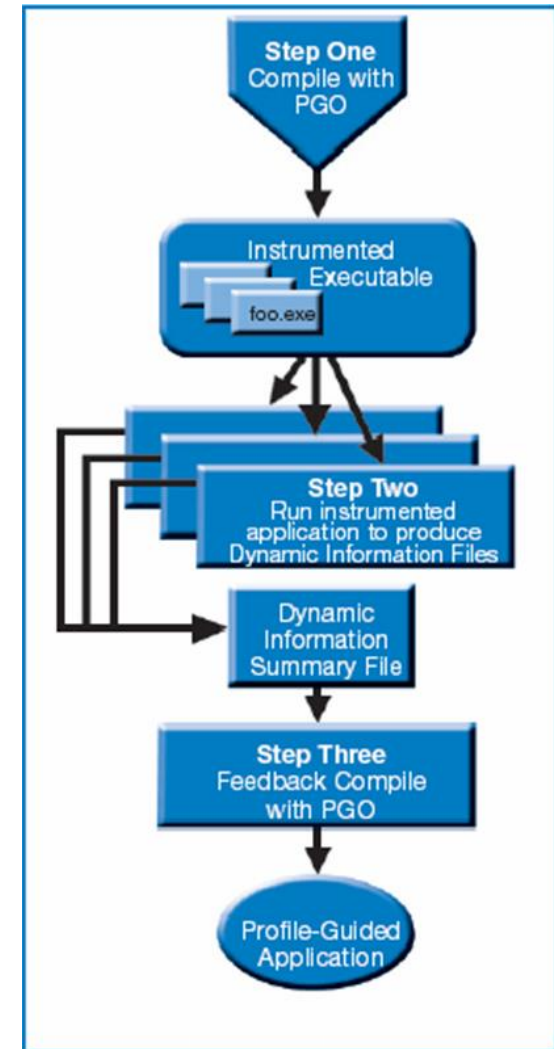 Step One
Compile with
PGO
Instrumented
Executable
foo.exe
Step Two
Run instrumented
application to produce
Dynamic Information Files
Dynamic
Information
Summary File
Step Three
Feedback Compile
with PGO
Profile-Guided
Application